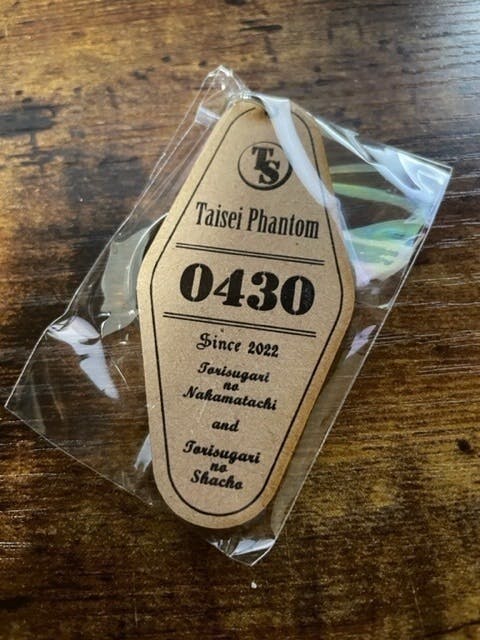 TS
Taisei Phantom
0430
Since 2022
Torisugari
no
Nakamatachi
and
Torisugari
no
Shacho